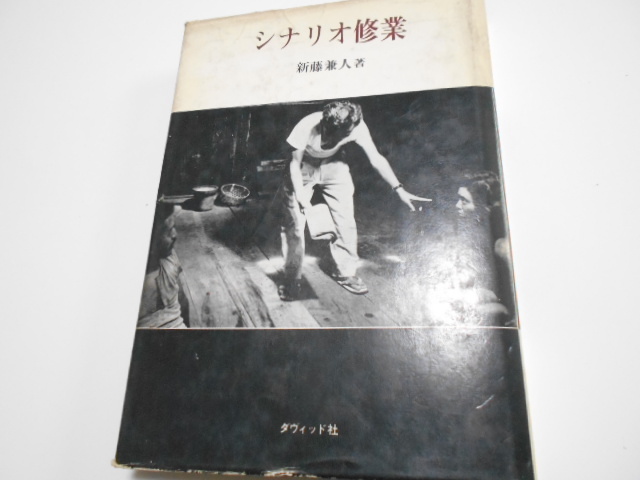 シナリオ修業
新藤兼人著
ダヴィッド社